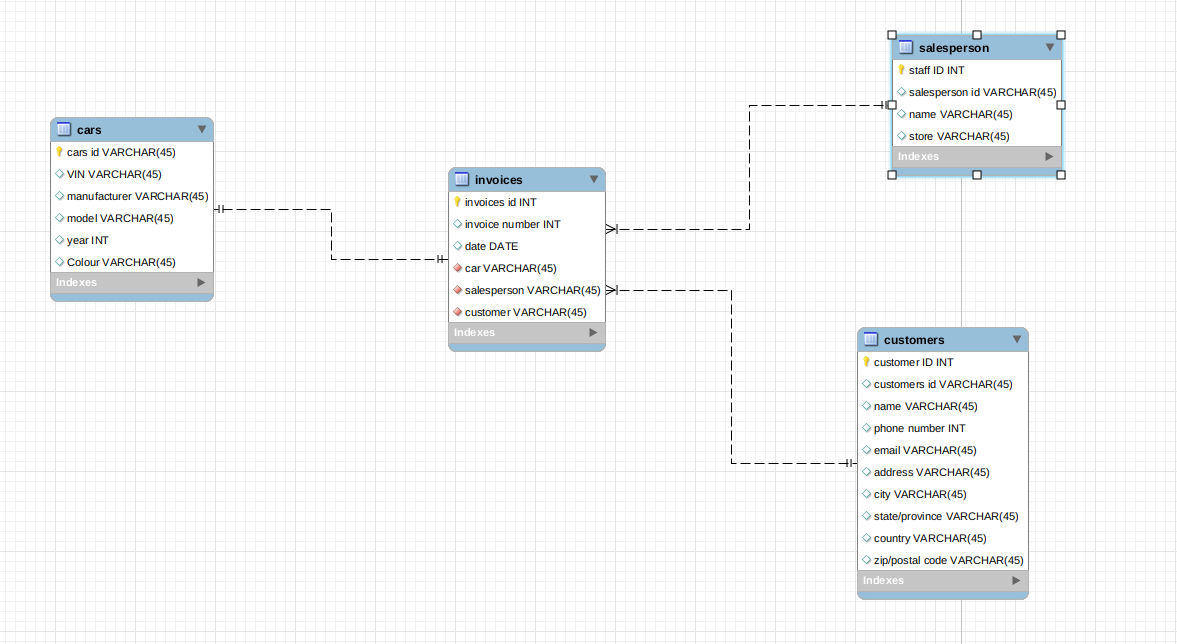 cars
cars id VARCHAR(45)
VIN VARCHAR(45)
manufacturer VARCHAR(45)
model VARCHAR(45)
year INT
Colour VARCHAR(45)
Indexes
invoices
invoices id INT
invoice number INT
date DATE
car VARCHAR(45)
salesperson VARCHAR(45)
customer VARCHAR(45)
Indexes
salesperson
staff ID INT
salesperson id VARCHAR(45)
name VARCHAR(45)
store VARCHAR(45)
Indexes
customers
customer ID INT
customers id VARCHAR(45)
name VARCHAR(45)
phone number INT
email VARCHAR(45)
address VARCHAR(45)
city VARCHAR(45)
state/province VARCHAR(45)
country VARCHAR(45)
zip/postal code VARCHAR(45)
Indexes